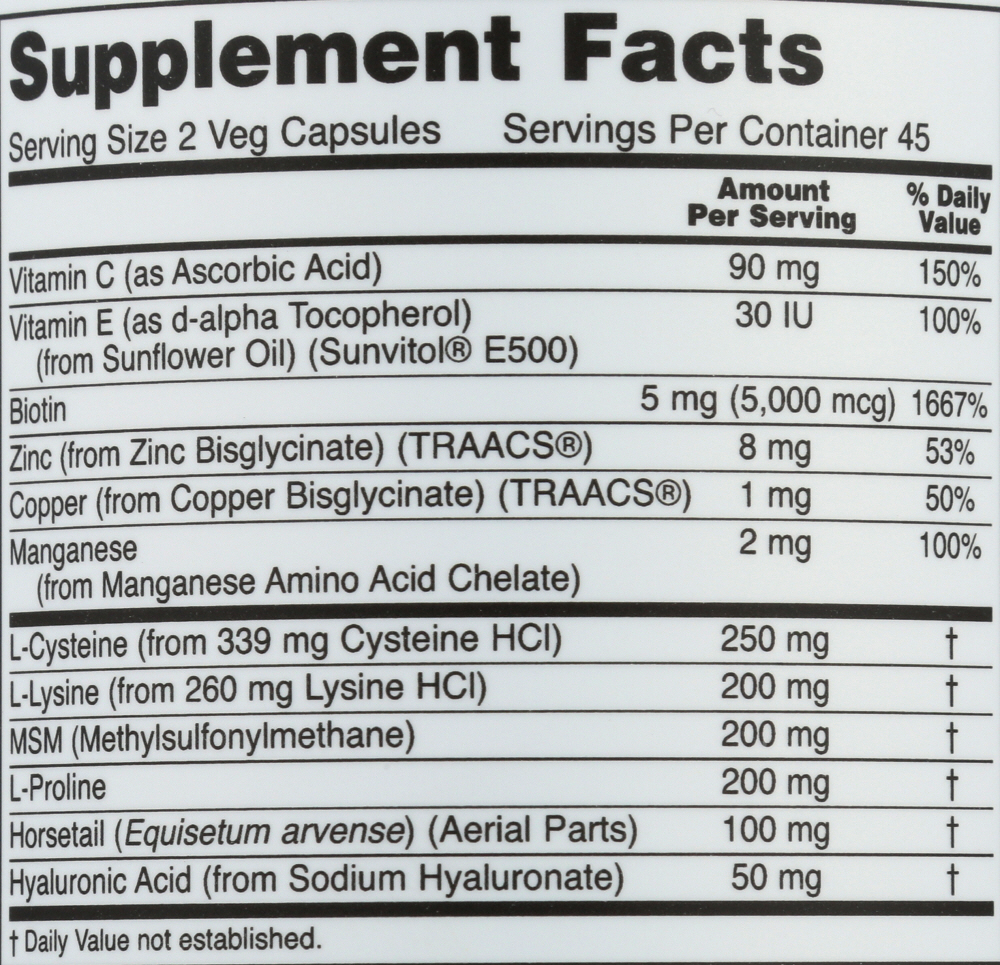 Supplement Facts
Serving Size 2 Veg Capsules Servings Per Container 45
Amount Per Serving % Daily Value
Vitamin C (as Ascorbic Acid) 90 mg 150%
Vitamin E (as d-alpha Tocopherol) 30 IU 100%
(from Sunflower Oil) (Sunvitol® E500)
Biotin 5 mg (5,000 mcg) 1667%
Zinc (from Zinc Bisglycinate) (TRAACS®) 8 mg 53%
Copper (from Copper Bisglycinate) (TRAACS®) 1 mg 50%
Manganese 2 mg 100%
(from Manganese Amino Acid Chelate)
L-Cysteine (from 339 mg Cysteine HCl) 250 mg †
L-Lysine (from 260 mg Lysine HCl) 200 mg †
MSM (Methylsulfonylmethane) 200 mg †
L-Proline 200 mg †
Horsetail (Equisetum arvense) (Aerial Parts) 100 mg †
Hyaluronic Acid (from Sodium Hyaluronate) 50 mg †
† Daily Value not established.